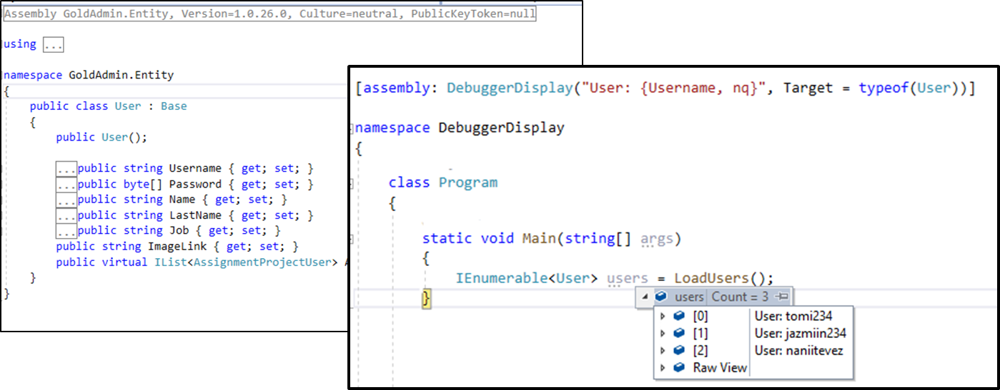 Assembly GoldAdmin.Entity, Version=1.0.26.0, Culture=neutral, PublicKeyToken=null
using ...
namespace GoldAdmin.Entity
{
public class User : Base
{
public User();
...public string Username { get; set; }
...public byte[] Password { get; set; }
...public string Name { get; set; }
...public string LastName { get; set; }
...public string Job { get; set; }
public string ImageLink { get; set; }
public virtual IList<AssignmentProjectUser>
}
}
[assembly: DebuggerDisplay("User: {Username, nq}", Target = typeof(User))]
namespace DebuggerDisplay
{
class Program
{
static void Main(string[] args)
{
IEnumerable<User> users = LoadUsers();
}
users Count = 3
[0] User: tomi234
[1] User: jazmiin234
[2] User: naniitevez
Raw View